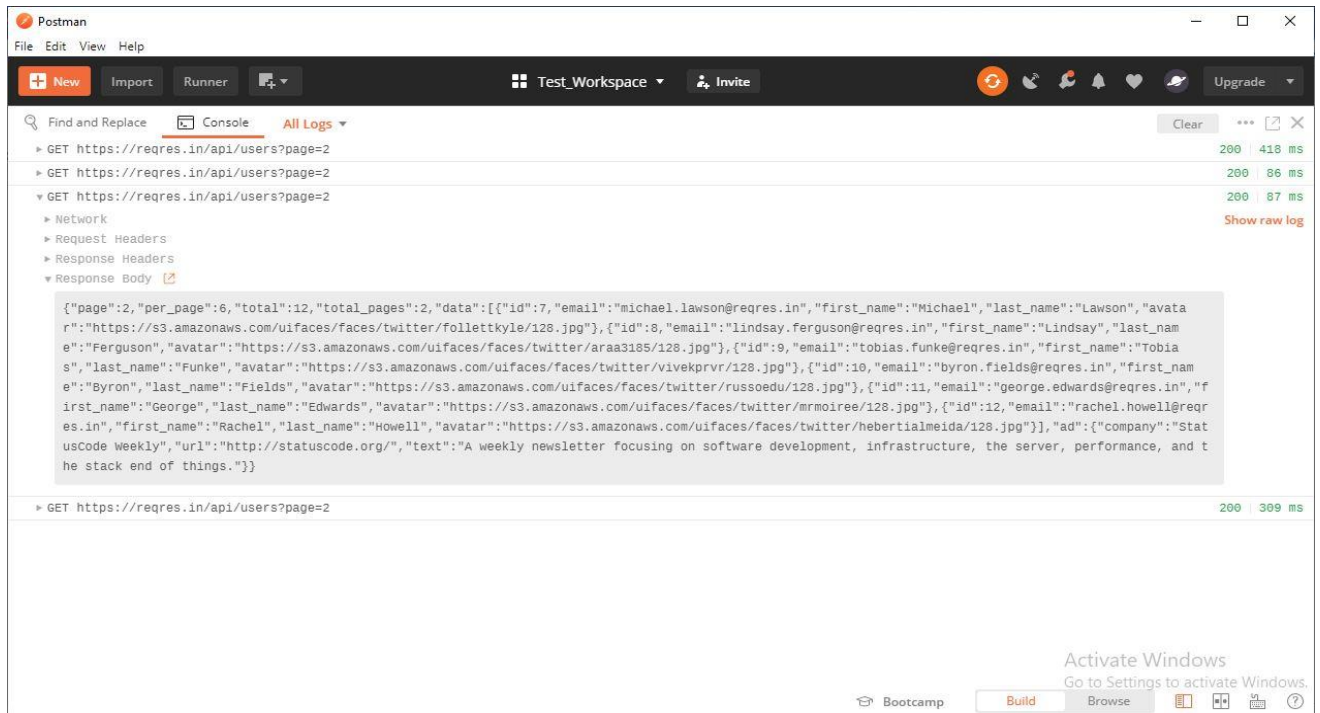 Postman
File Edit View Help
New Import Runner Test_Workspace Invite Upgrade
Find and Replace Console All Logs Clear
GET https://reqres.in/api/users?page=2 200 418 ms
GET https://reqres.in/api/users?page=2 200 86 ms
GET https://reqres.in/api/users?page=2 200 87 ms
Network Show raw log
Request Headers
Response Headers
Response Body
{"page":2,"per_page":6,"total":12,"total_pages":2,"data":[{"id":7,"email":"michael.lawson@reqres.in","first_name":"Michael","last_name":"Lawson","avata
r":"https://s3.amazonaws.com/uifaces/faces/twitter/follettkyle/128.jpg"},{"id":8,"email":"lindsay.ferguson@reqres.in","first_name":"Lindsay","last_nam
e":"Ferguson","avatar":"https://s3.amazonaws.com/uifaces/faces/twitter/araa3185/128.jpg"},{"id":9,"email":"tobias.funke@reqres.in","first_name":"Tobia
s","last_name":"Funke","avatar":"https://s3.amazonaws.com/uifaces/faces/twitter/vivekprvr/128.jpg"},{"id":10,"email":"byron.fields@reqres.in","first_nam
e":"Byron","last_name":"Fields","avatar":"https://s3.amazonaws.com/uifaces/faces/twitter/russoedu/128.jpg"},{"id":11,"email":"george.edwards@reqres.in","f
irst_name":"George","last_name":"Edwards","avatar":"https://s3.amazonaws.com/uifaces/faces/twitter/mrmoiree/128.jpg"},{"id":12,"email":"rachel.howell@reqr
es.in","first_name":"Rachel","last_name":"Howell","avatar":"https://s3.amazonaws.com/uifaces/faces/twitter/hebertialmeida/128.jpg"}],"ad":{"company":"Stat
usCode Weekly","url":"http://statuscode.org/","text":"A weekly newsletter focusing on software development, infrastructure, the server, performance, and t
he stack end of things."}}
GET https://reqres.in/api/users?page=2 200 309 ms
Activate Windows
Go to Settings to activate Windows.
Bootcamp Build Browse